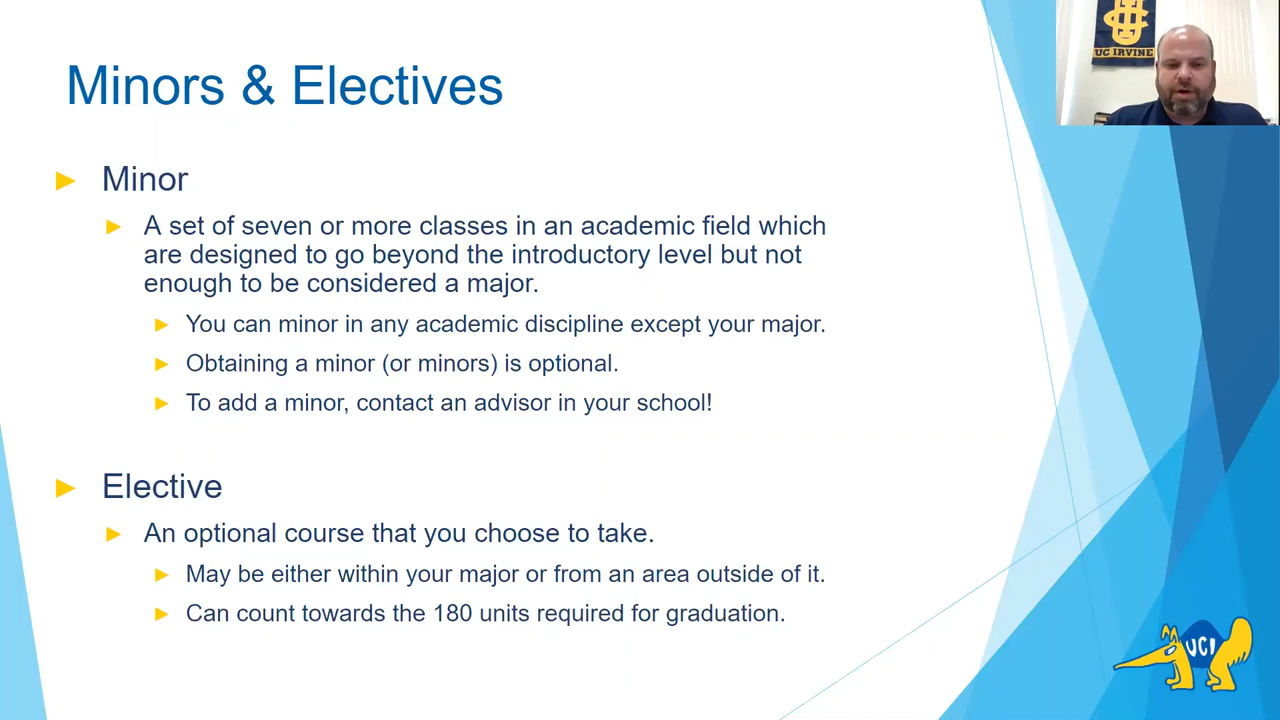 UC IRVINE
Minors & Electives
Minor
A set of seven or more classes in an academic field which
are designed to go beyond the introductory level but not
enough to be considered a major.
You can minor in any academic discipline except your major.
Obtaining a minor (or minors) is optional.
To add a minor, contact an advisor in your school!
Elective
An optional course that you choose to take.
May be either within your major or from an area outside of it.
Can count towards the 180 units required for graduation.
UCI